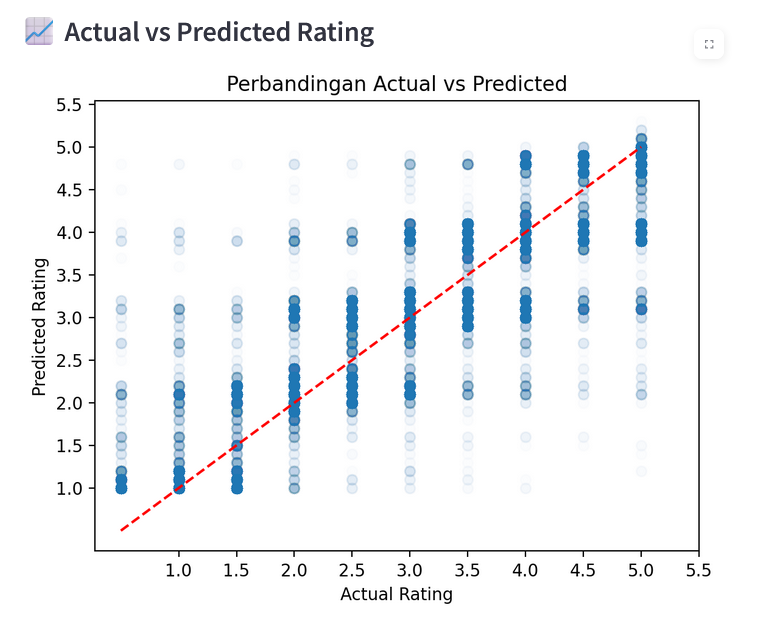 📈 Actual vs Predicted Rating
Perbandingan Actual vs Predicted
5.5
5.0
4.5
4.0
3.5
3.0
2.5
2.0
1.5
1.0
Predicted Rating
1.0 1.5 2.0 2.5 3.0 3.5 4.0 4.5 5.0 5.5
Actual Rating